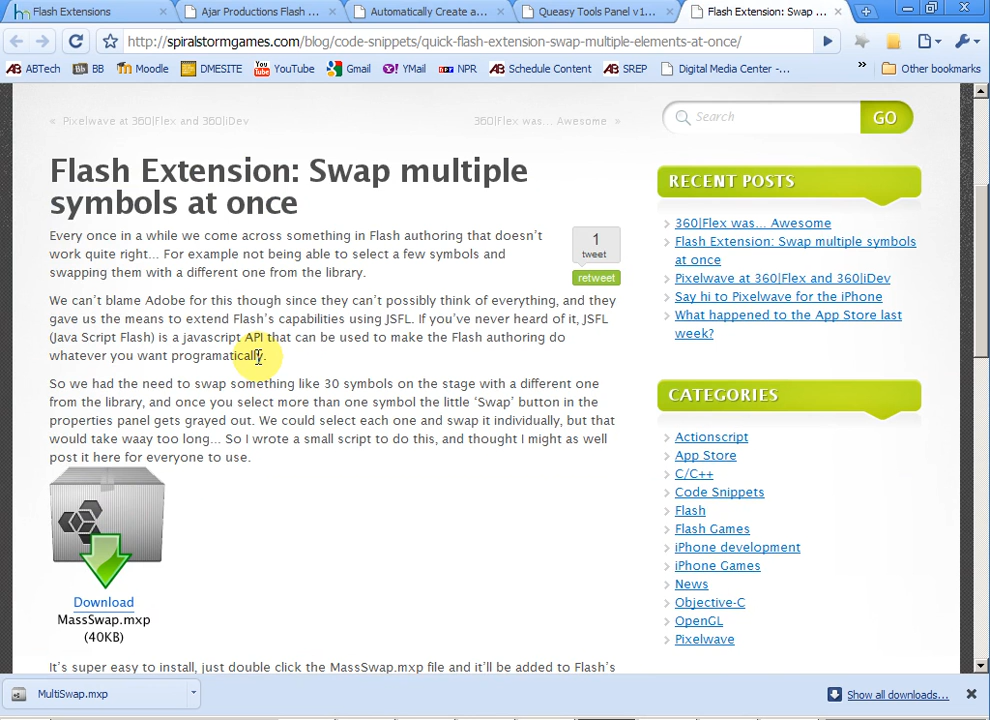 Flash Extensions
Ajar Productions Flash ...
Automatically Create a...
Queasy Tools Panel v1...
Flash Extension: Swap ...
http://spiralstormgames.com/blog/code-snippets/quick-flash-extension-swap-multiple-elements-at-once/
AB ABTech
Bb BB
Moodle
DMESITE
You Tube YouTube
Gmail
Y! YMail
npr NPR
AB Schedule Content
AB SREP
Digital Media Center -...
»
Other bookmarks
« Pixelwave at 360|Flex and 360|iDev
360|Flex was... Awesome »
Search
GO
Flash Extension: Swap multiple
symbols at once
Every once in a while we come across something in Flash authoring that doesn't
work quite right... For example not being able to select a few symbols and
swapping them with a different one from the library.
1
tweet
retweet
We can't blame Adobe for this though since they can't possibly think of everything, and they
gave us the means to extend Flash's capabilities using JSFL. If you've never heard of it, JSFL
(Java Script Flash) is a javascript API that can be used to make the Flash authoring do
whatever you want programatically.
So we had the need to swap something like 30 symbols on the stage with a different one
from the library, and once you select more than one symbol the little 'Swap' button in the
properties panel gets grayed out. We could select each one and swap it individually, but that
would take waay too long... So I wrote a small script to do this, and thought I might as well
post it here for everyone to use.
Download
MassSwap.mxp
(40KB)
It's super easy to install, just double click the MassSwap.mxp file and it'll be added to Flash's
RECENT POSTS
360|Flex was... Awesome
Flash Extension: Swap multiple symbols
at once
Pixelwave at 360|Flex and 360|iDev
Say hi to Pixelwave for the iPhone
What happened to the App Store last
week?
CATEGORIES
Actionscript
App Store
C/C++
Code Snippets
Flash
Flash Games
iPhone development
iPhone Games
News
Objective-C
OpenGL
Pixelwave
MultiSwap.mxp
Show all downloads...